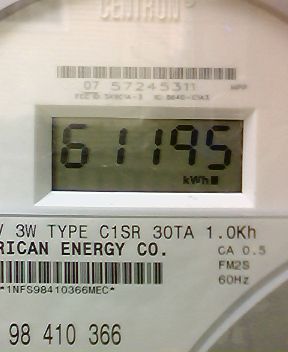 CENTRON®
07 57245311
61195
kWh
V 3W TYPE C1SR 30TA 1.0Kh
RICAN ENERGY CO.
CA 0.5
FM2S
60Hz
*1NFS98410366MEC*
98 410 366